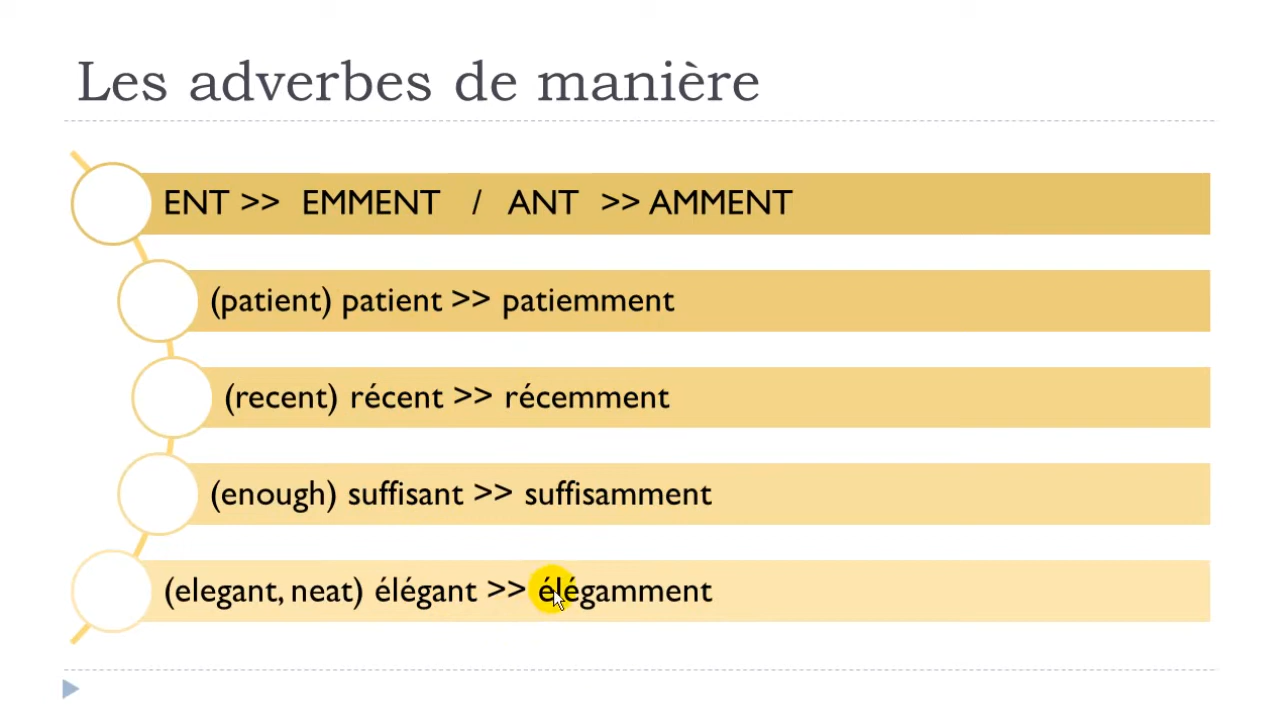 Les adverbes de manière
ENT >> EMMENT / ANT >> AMMENT
(patient) patient >> patiemment
(recent) récent >> récemment
(enough) suffisant >> suffisamment
(elegant, neat) élégant >> élégamment